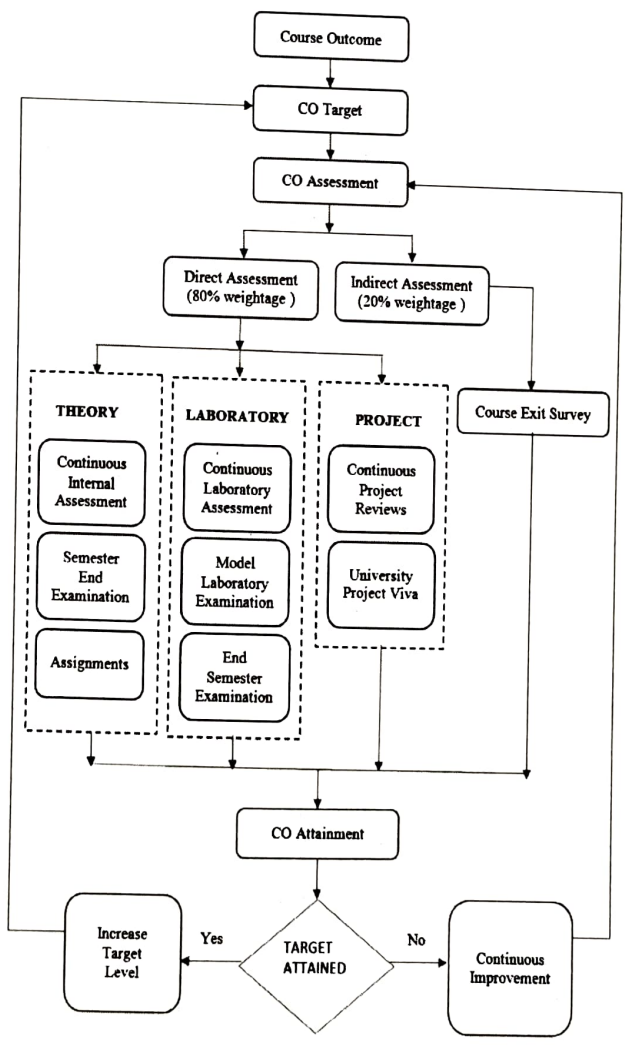 Course Outcome
CO Target
CO Assessment
Direct Assessment
(80% weightage )
Indirect Assessment
(20% weightage )
Course Exit Survey
THEORY
Continuous
Internal
Assessment
Semester
End
Examination
Assignments
LABORATORY
Continuous
Laboratory
Assessment
Model
Laboratory
Examination
End
Semester
Examination
PROJECT
Continuous
Project
Reviews
University
Project Viva
CO Attainment
TARGET
ATTAINED
Yes
Increase
Target
Level
No
Continuous
Improvement